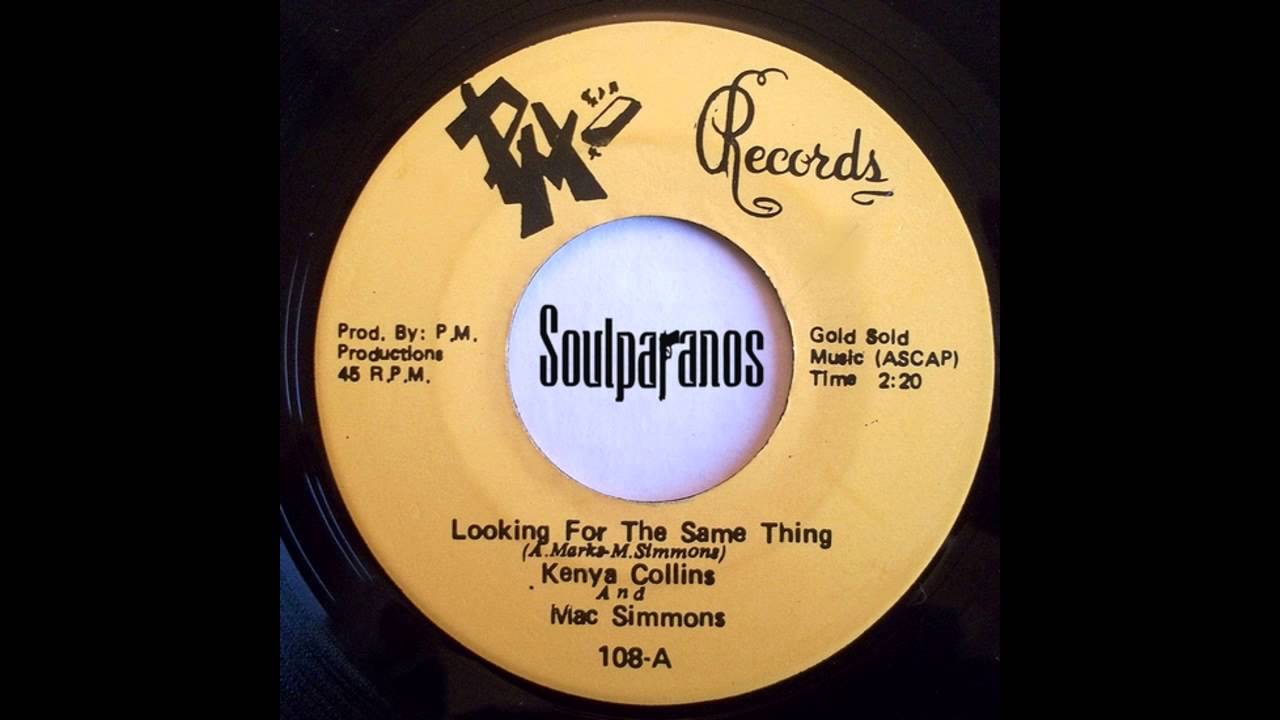 PM
Records
Prod. By: P.M.
Productions
45 R.P.M.
Soulparanos
Gold Sold
Music (ASCAP)
Time 2:20
Looking For The Same Thing
(A.Marks-M.Simmons)
Kenya Collins
And
Mac Simmons
108-A